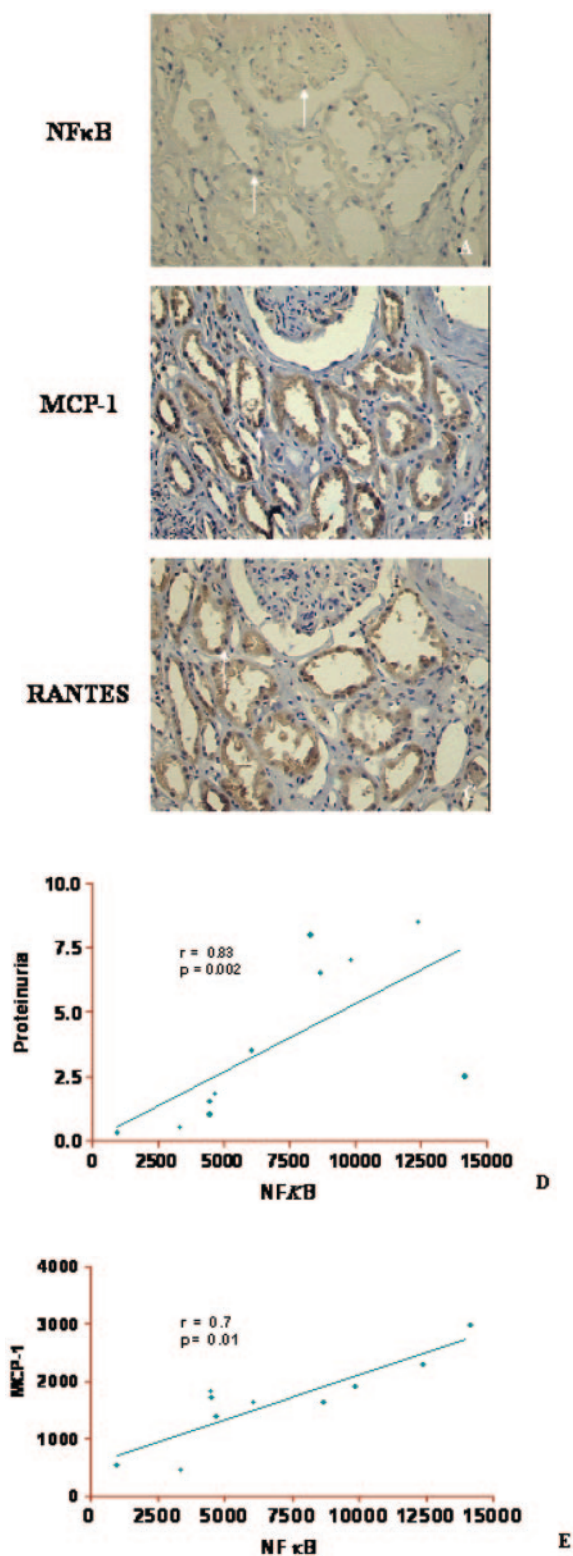 NFκB
A
MCP-1
B
RANTES
C
10.0
7.5
5.0
2.5
0.0
Proteinuria
r = 0.83
p = 0.002
0 2500 5000 7500 10000 12500 15000
NFKB
D
4000
3000
2000
1000
0
MCP-1
r = 0.7
p = 0.01
0 2500 5000 7500 10000 12500 15000
NF κB
E